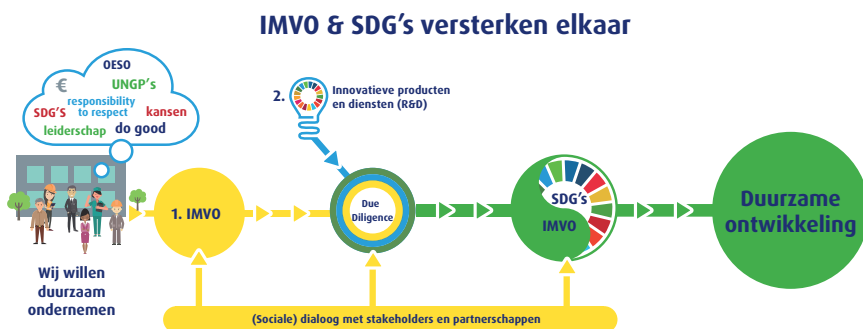 IMVO & SDG's versterken elkaar
OESO
€ UNGP's
responsibility
SDG'S to respect kansen
leiderschap do good
2. Innovatieve producten
en diensten (R&D)
1. IMVO
Due
Diligence
SDG's
IMVO
Duurzame
ontwikkeling
Wij willen
duurzaam
ondernemen
(Sociale) dialoog met stakeholders en partnerschappen